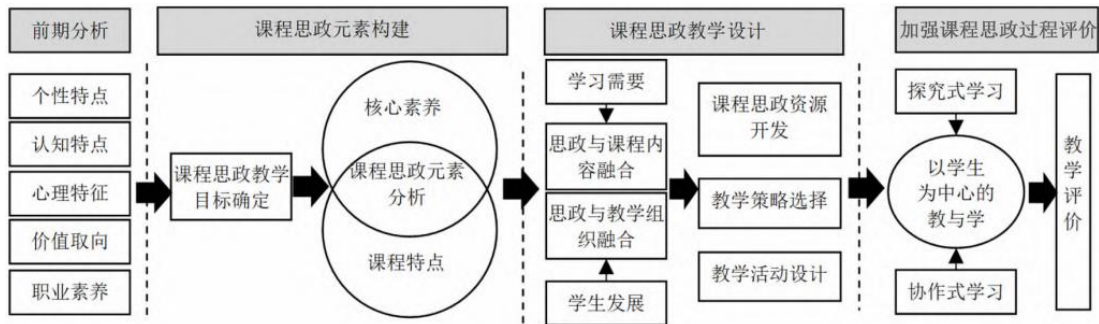 前期分析
课程思政元素构建
课程思政教学设计
加强课程思政过程评价
个性特点
认知特点
心理特征
价值取向
职业素养
课程思政教学
目标确定
核心素养
课程思政元素
分析
课程特点
学习需要
思政与课程内
容融合
思政与教学组
织融合
学生发展
课程思政资源
开发
教学策略选择
教学活动设计
探究式学习
以学生
为中心的
教与学
协作式学习
教学评价